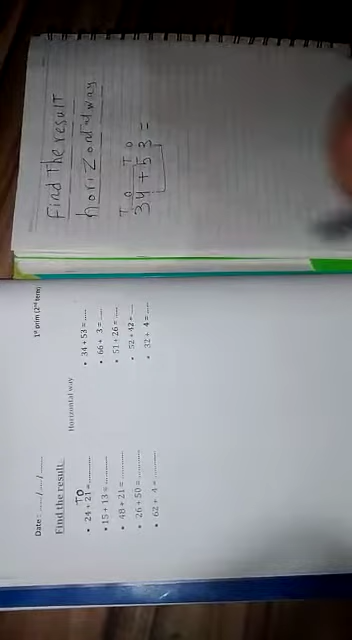 Find The result
horizontal way
T O T O
34 + 53 =
Date : ..... / ..... / .....
1st prim (2nd term)
Find the result
Horizontal way
TO
• 24 + 21 = ..........
• 15 + 13 = ..........
• 48 + 21 = ..........
• 26 + 50 = ..........
• 62 + 4 = ..........
• 34 + 53 = .....
• 66 + 3 = .....
• 51 + 26 = .....
• 52 + 42 = .....
• 32 + 4 = .....